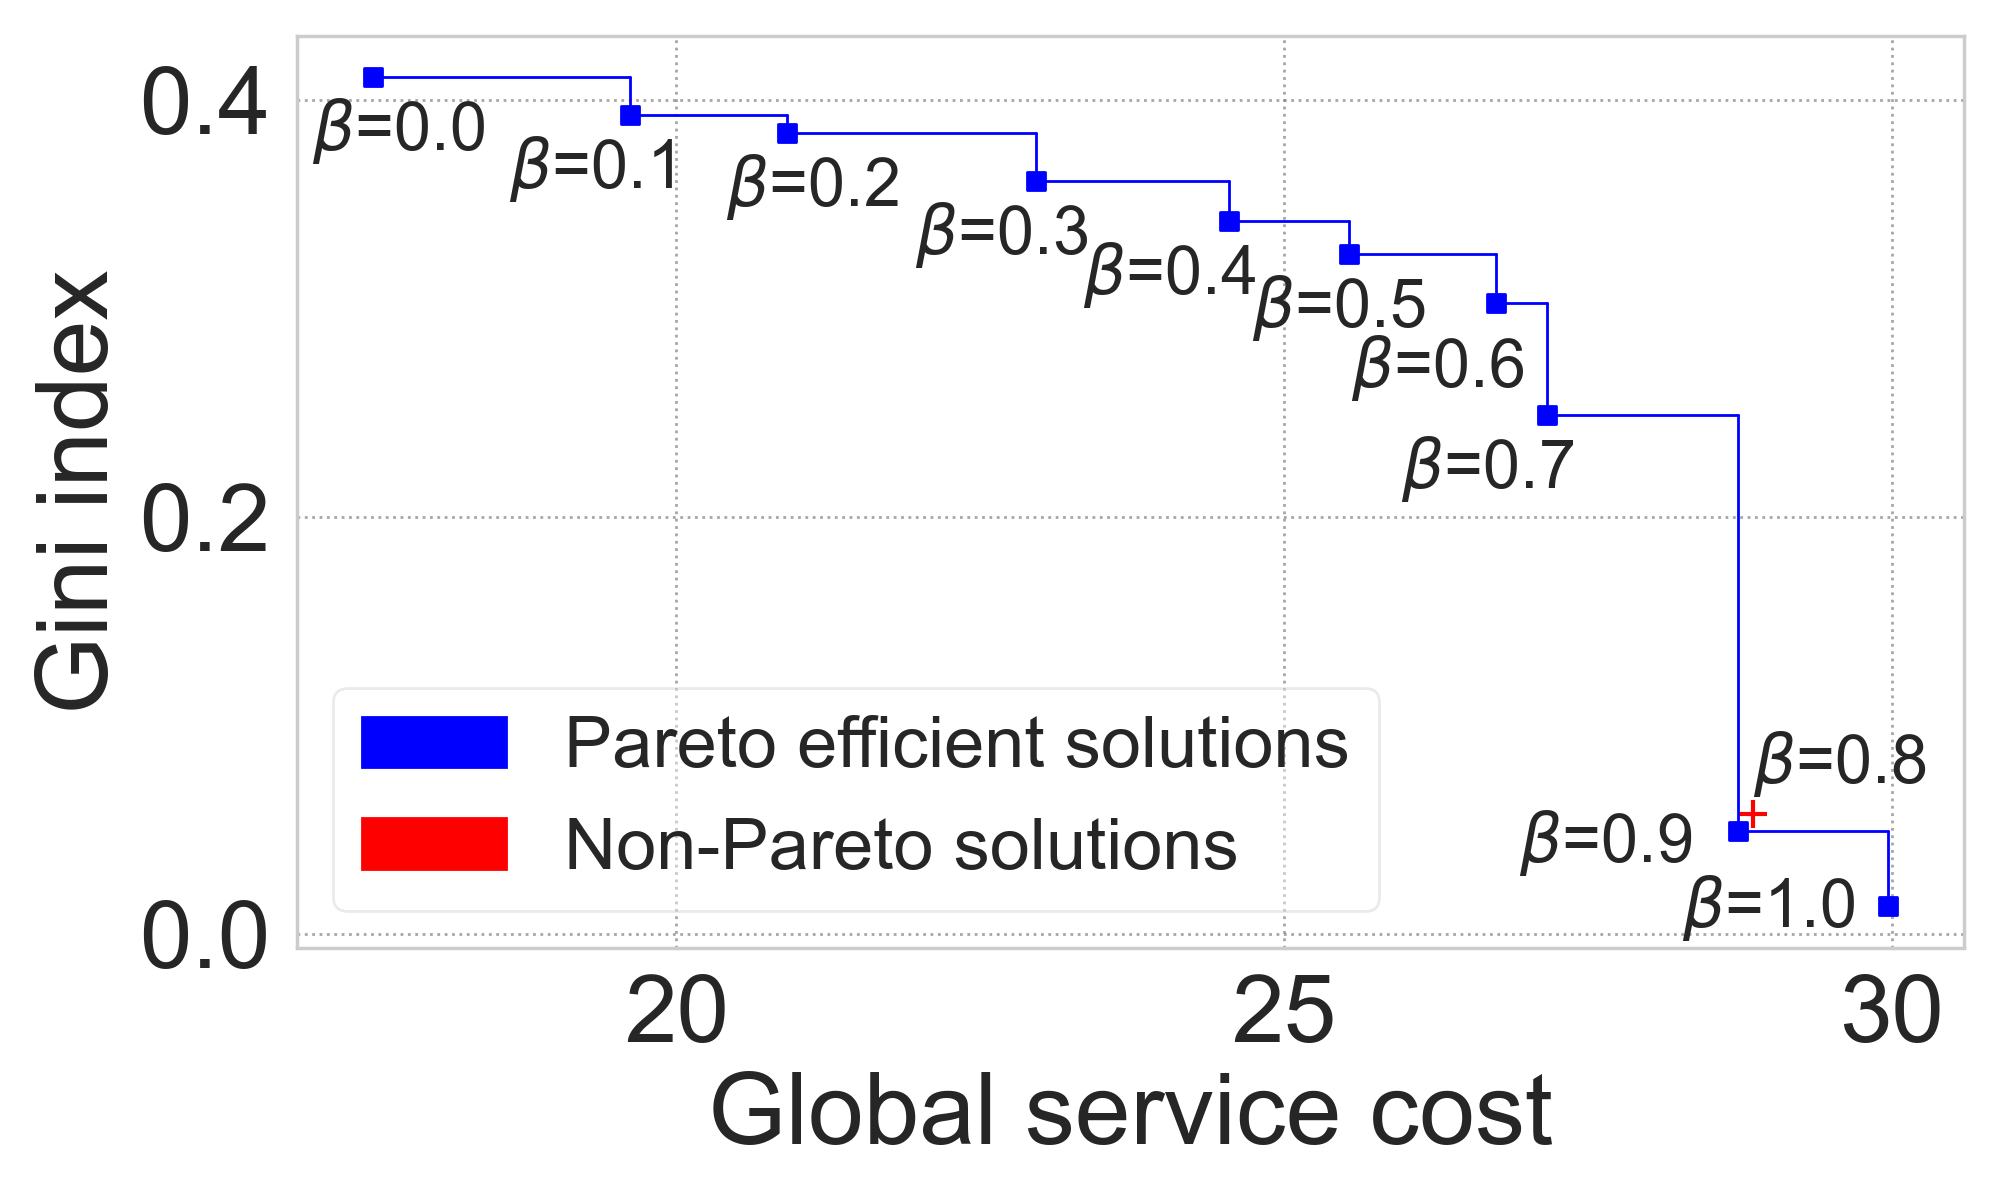 0.4
0.2
0.0
Gini index
β=0.0
β=0.1
β=0.2
β=0.3
β=0.4
β=0.5
β=0.6
β=0.7
β=0.8
β=0.9
β=1.0
Pareto efficient solutions
Non-Pareto solutions
20 25 30
Global service cost